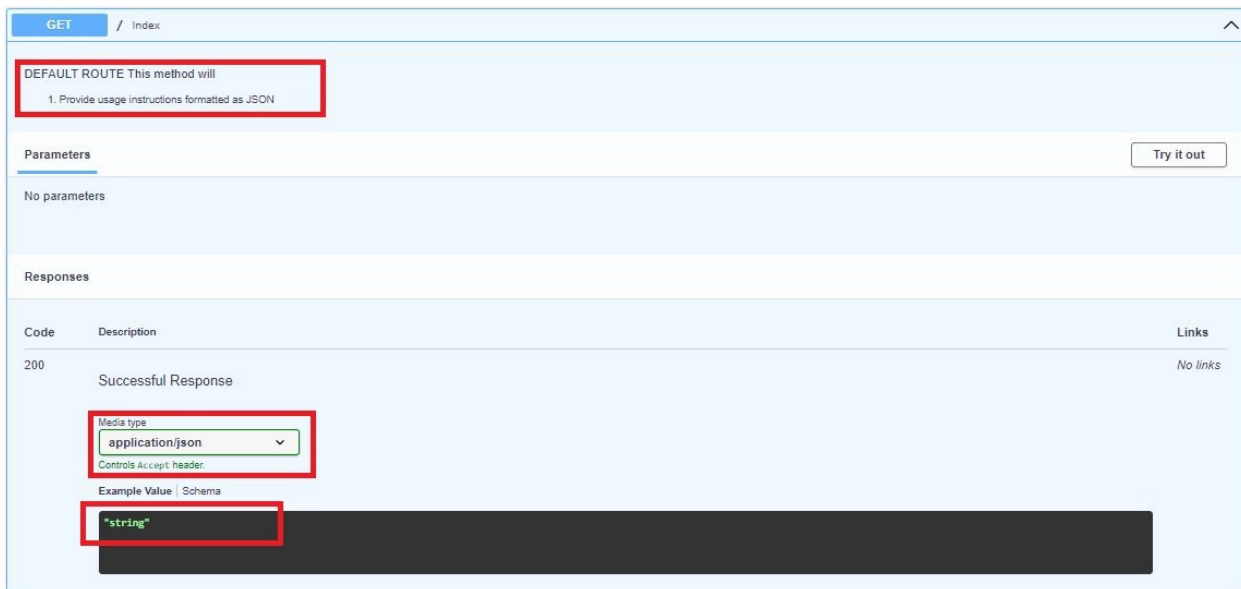 GET / Index
DEFAULT ROUTE This method will
1. Provide usage instructions formatted as JSON
Parameters
Try it out
No parameters
Responses
Code Description Links
200 Successful Response No links
Media type
application/json
Controls Accept header.
Example Value | Schema
"string"